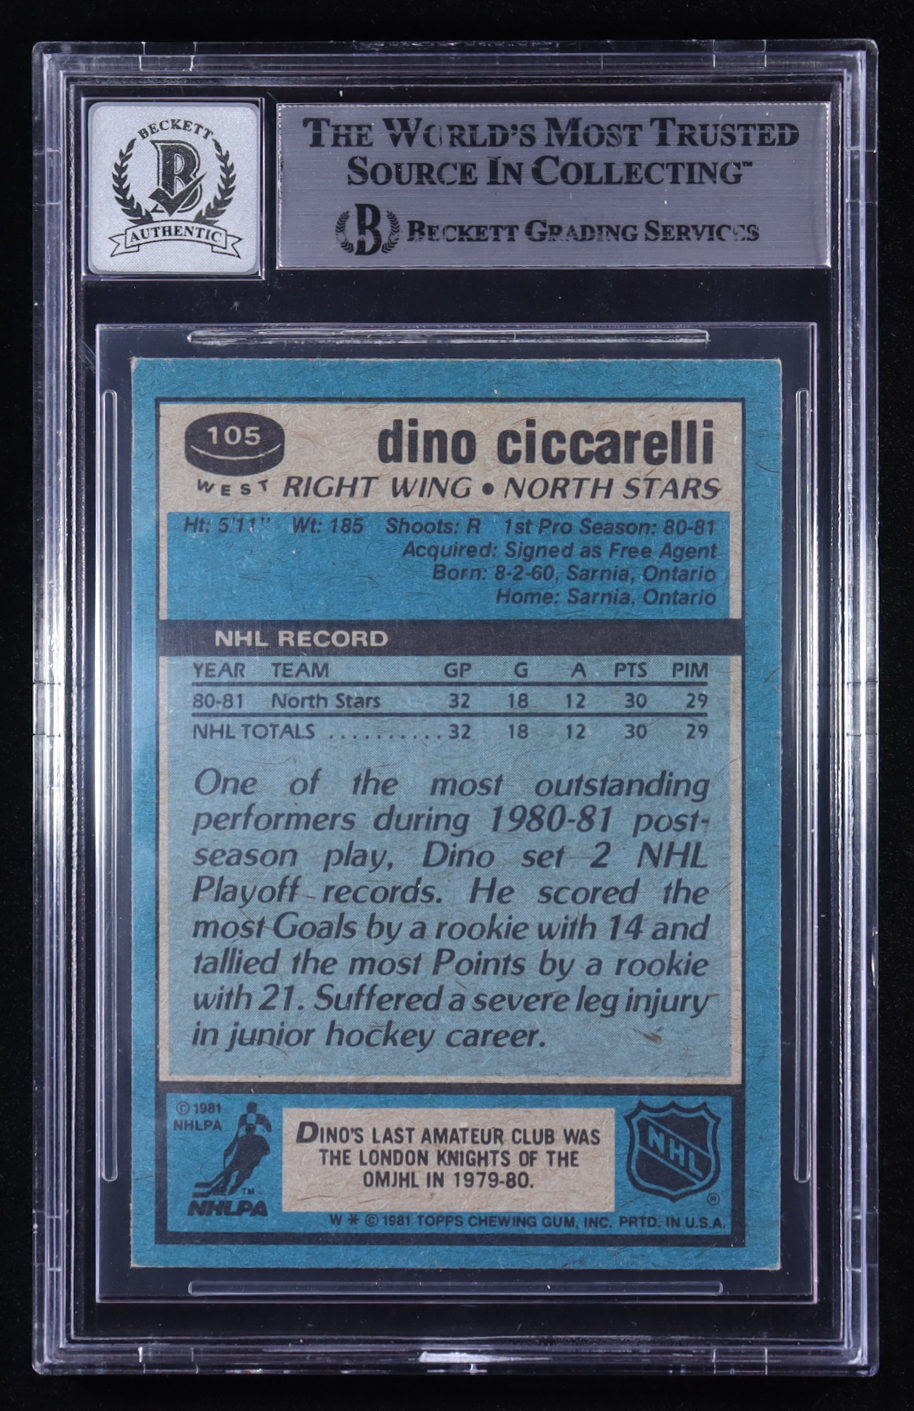 BECKETT
B
AUTHENTIC
THE WORLD'S MOST TRUSTED
SOURCE IN COLLECTING™
B BECKETT GRADING SERVICES
105
dino ciccarelli
WEST RIGHT WING • NORTH STARS
Ht: 5'11" Wt: 185 Shoots: R 1st Pro Season: 80-81
Acquired: Signed as Free Agent
Born: 8-2-60, Sarnia, Ontario
Home: Sarnia, Ontario
NHL RECORD
YEAR TEAM GP G A PTS PIM
80-81 North Stars 32 18 12 30 29
NHL TOTALS ..........32 18 12 30 29
One of the most outstanding
performers during 1980-81 post-
season play, Dino set 2 NHL
Playoff records. He scored the
most Goals by a rookie with 14 and
tallied the most Points by a rookie
with 21. Suffered a severe leg injury
in junior hockey career.
© 1981
NHLPA
™
NHLPA
DINO'S LAST AMATEUR CLUB WAS
THE LONDON KNIGHTS OF THE
OMJHL IN 1979-80.
NHL
®
W * © 1981 TOPPS CHEWING GUM, INC. PRTD. IN U.S.A.